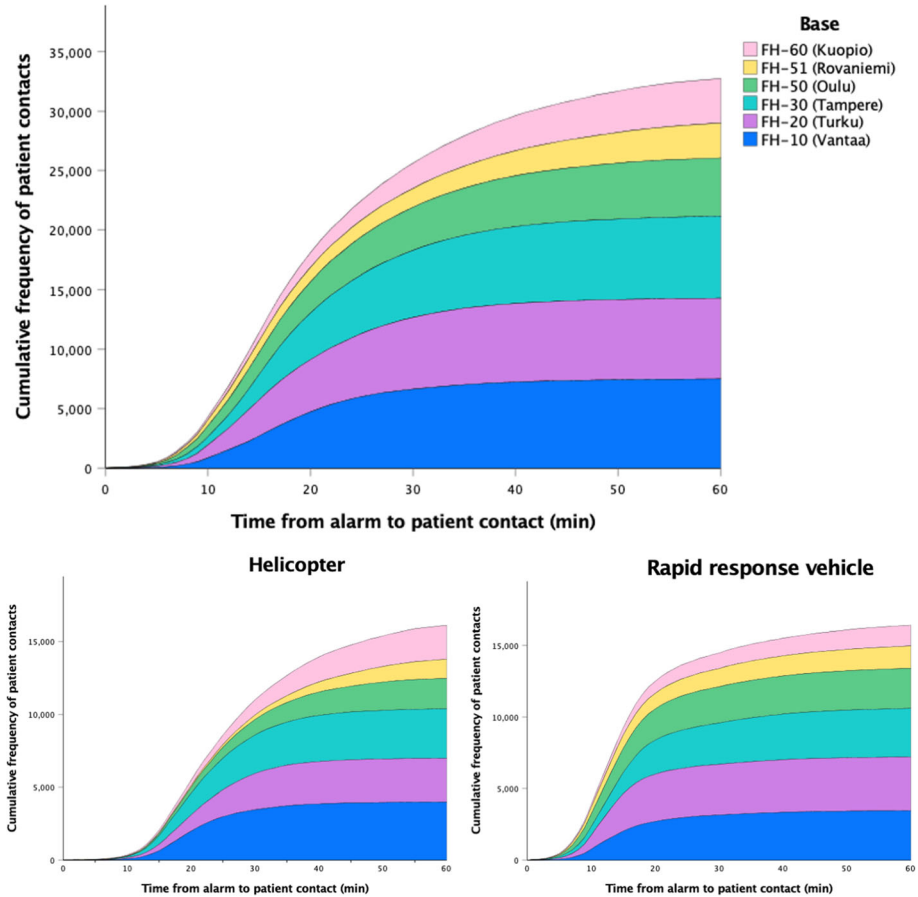 Base
FH-60 (Kuopio)
FH-51 (Rovaniemi)
FH-50 (Oulu)
FH-30 (Tampere)
FH-20 (Turku)
FH-10 (Vantaa)
Cumulative frequency of patient contacts
35,000
30,000
25,000
20,000
15,000
10,000
5,000
0
0 10 20 30 40 50 60
Time from alarm to patient contact (min)
Helicopter
Cumulative frequency of patient contacts
15,000
10,000
5,000
0
0 10 20 30 40 50 60
Time from alarm to patient contact (min)
Rapid response vehicle
Cumulative frequency of patient contacts
15,000
10,000
5,000
0
0 10 20 30 40 50 60
Time from alarm to patient contact (min)